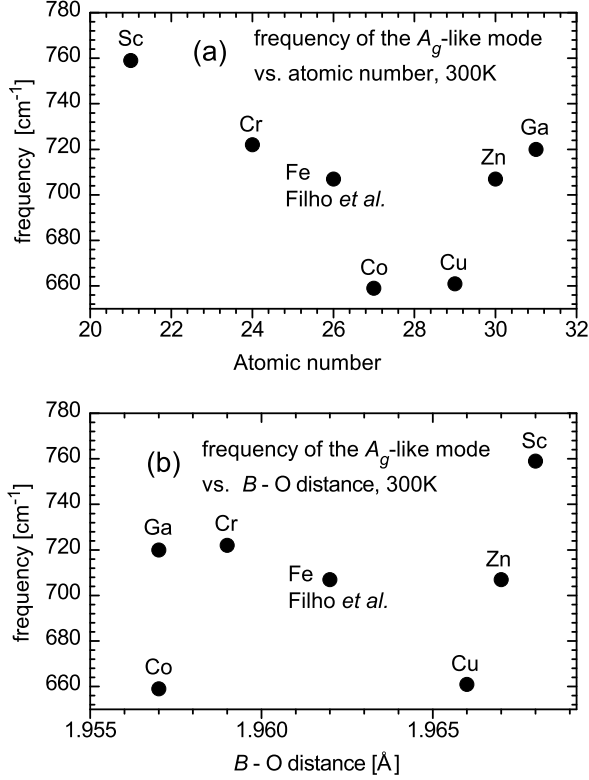 780
Sc
(a)
frequency of the A_g-like mode
vs. atomic number, 300K
760
740
Cr
Ga
720
Fe
Filho et al.
Zn
700
680
Co
Cu
660
frequency [cm⁻¹]
20 22 24 26 28 30 32
Atomic number
780
(b)
frequency of the A_g-like mode
vs. B - O distance, 300K
Sc
760
740
Ga
Cr
720
Fe
Filho et al.
Zn
700
680
Co
Cu
660
frequency [cm⁻¹]
1.955 1.960 1.965
B - O distance [Å]